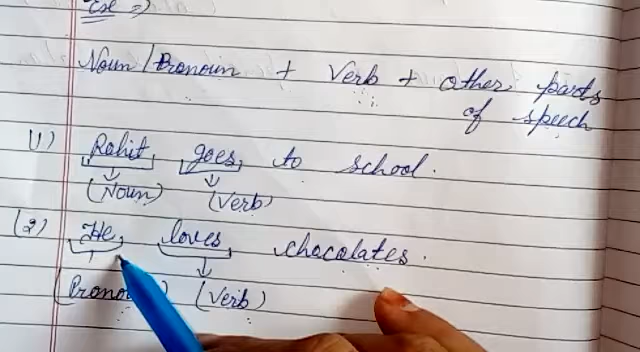 Ex =>
Noun/Pronoun + Verb + other parts
of speech
(1) Rohit goes to school.
(Noun) (Verb)
(2) He loves chocolates.
(Verb)